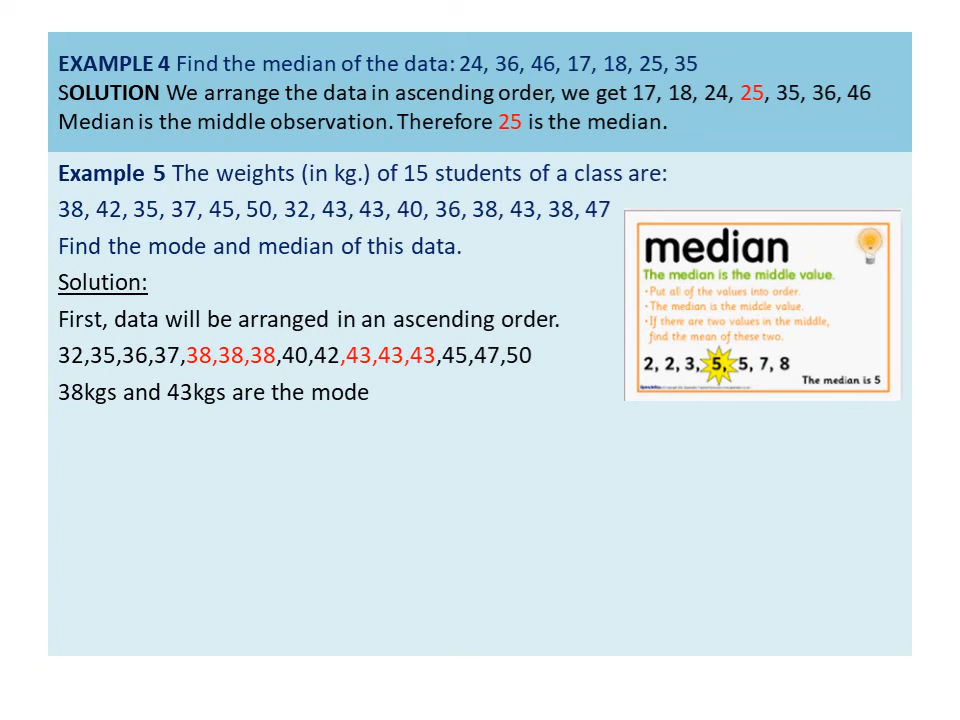 EXAMPLE 4 Find the median of the data: 24, 36, 46, 17, 18, 25, 35
SOLUTION We arrange the data in ascending order, we get 17, 18, 24, 25, 35, 36, 46
Median is the middle observation. Therefore 25 is the median.
Example 5 The weights (in kg.) of 15 students of a class are:
38, 42, 35, 37, 45, 50, 32, 43, 43, 40, 36, 38, 43, 38, 47
Find the mode and median of this data.
Solution:
First, data will be arranged in an ascending order.
32,35,36,37,38,38,38,40,42,43,43,43,45,47,50
38kgs and 43kgs are the mode
median
The median is the middle value.
•Put all of the values into order.
•The median is the middle value.
•If there are two values in the middle,
find the mean of these two.
2, 2, 3, 5, 5, 7, 8
The median is 5